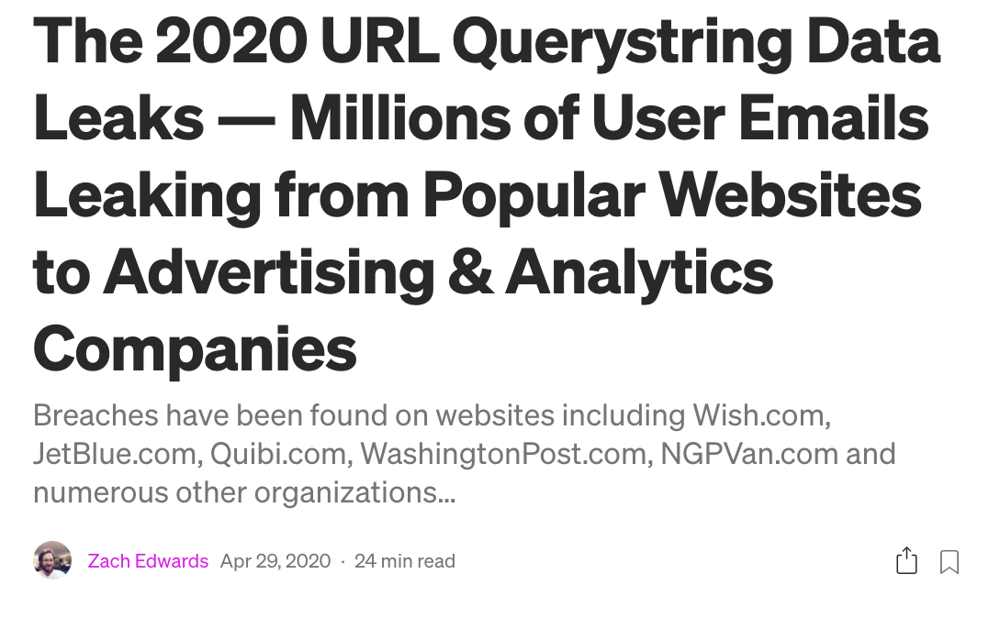 The 2020 URL Querystring Data
Leaks — Millions of User Emails
Leaking from Popular Websites
to Advertising & Analytics
Companies
Breaches have been found on websites including Wish.com,
JetBlue.com, Quibi.com, WashingtonPost.com, NGPVan.com and
numerous other organizations...
Zach Edwards Apr 29, 2020 · 24 min read